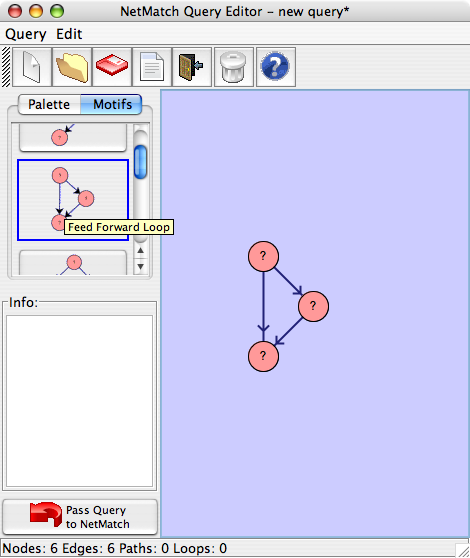 NetMatch Query Editor - new query*
Query Edit
?
Palette Motifs
Feed Forward Loop
?
?
?
Info:
Pass Query
to NetMatch
Nodes: 6 Edges: 6 Paths: 0 Loops: 0